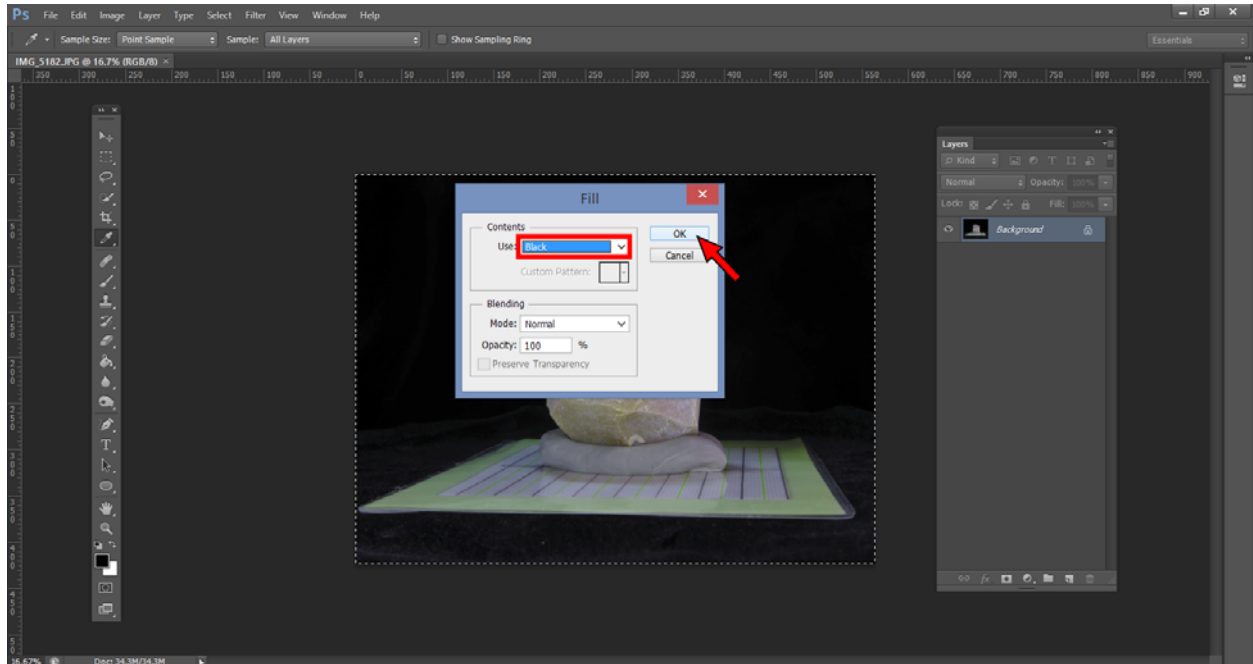 Ps File Edit Image Layer Type Select Filter View Window Help
Sample Size: Point Sample Sample: All Layers Show Sampling Ring Essentials
IMG_5182.JPG @ 16.7% (RGB/8) ×
350 300 250 200 150 100 50 0 50 100 150 200 250 300 350 400 450 500 550 600 650 700 750 800 850 900
Layers
Kind
Normal Opacity: 100%
Lock: Fill: 100%
Background
Fill
Contents
Use: Black
Custom Pattern:
OK
Cancel
Blending
Mode: Normal
Opacity: 100 %
Preserve Transparency
fx
16.67% Doc: 34.3M/34.3M